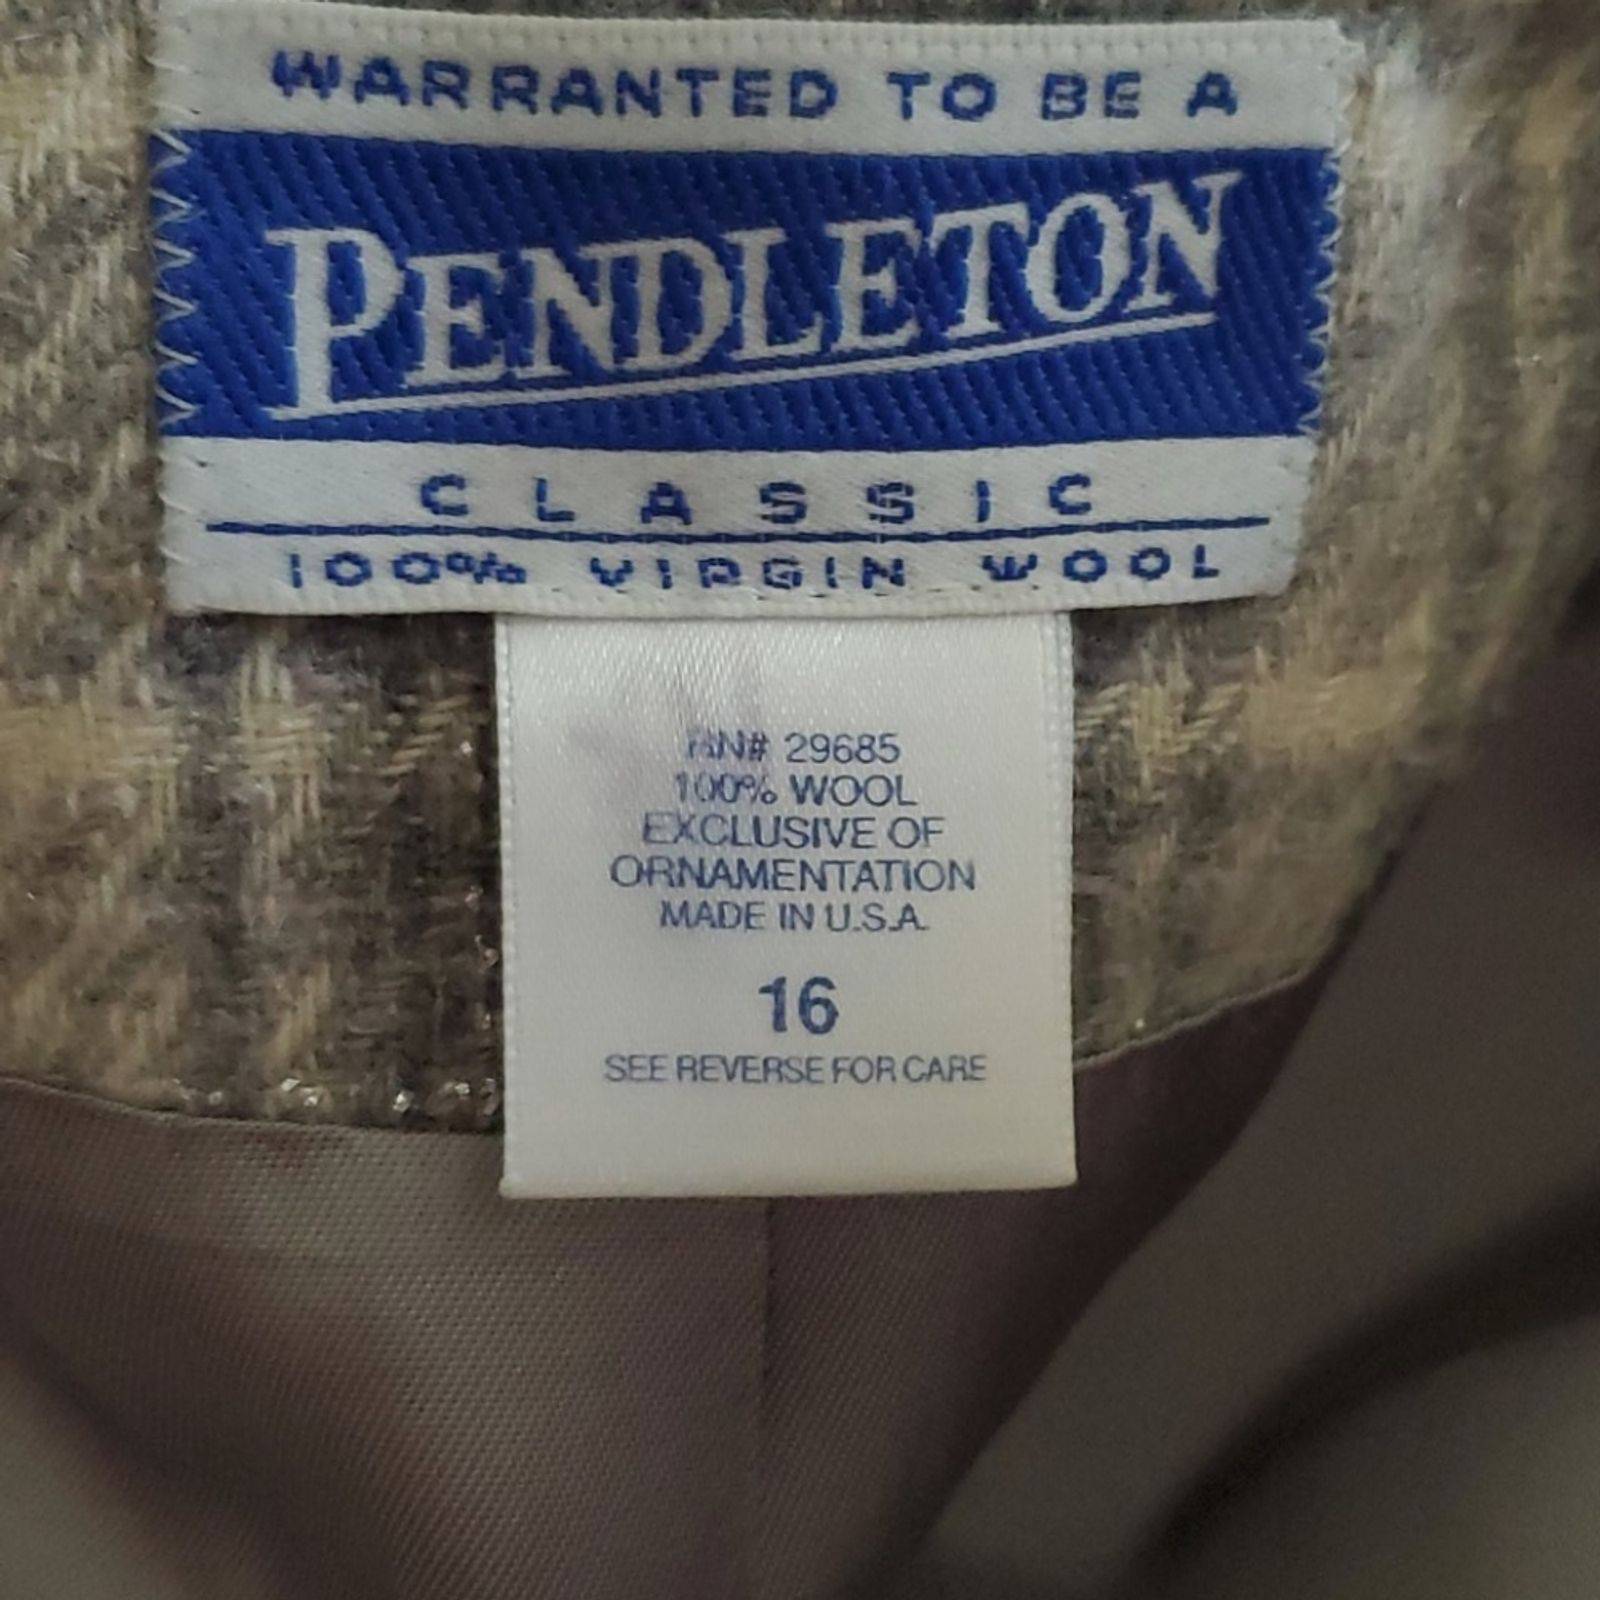 WARRANTED TO BE A
PENDLETON
CLASSIC
100% VIRGIN WOOL
RN# 29685
100% WOOL
EXCLUSIVE OF
ORNAMENTATION
MADE IN U.S.A.
16
SEE REVERSE FOR CARE